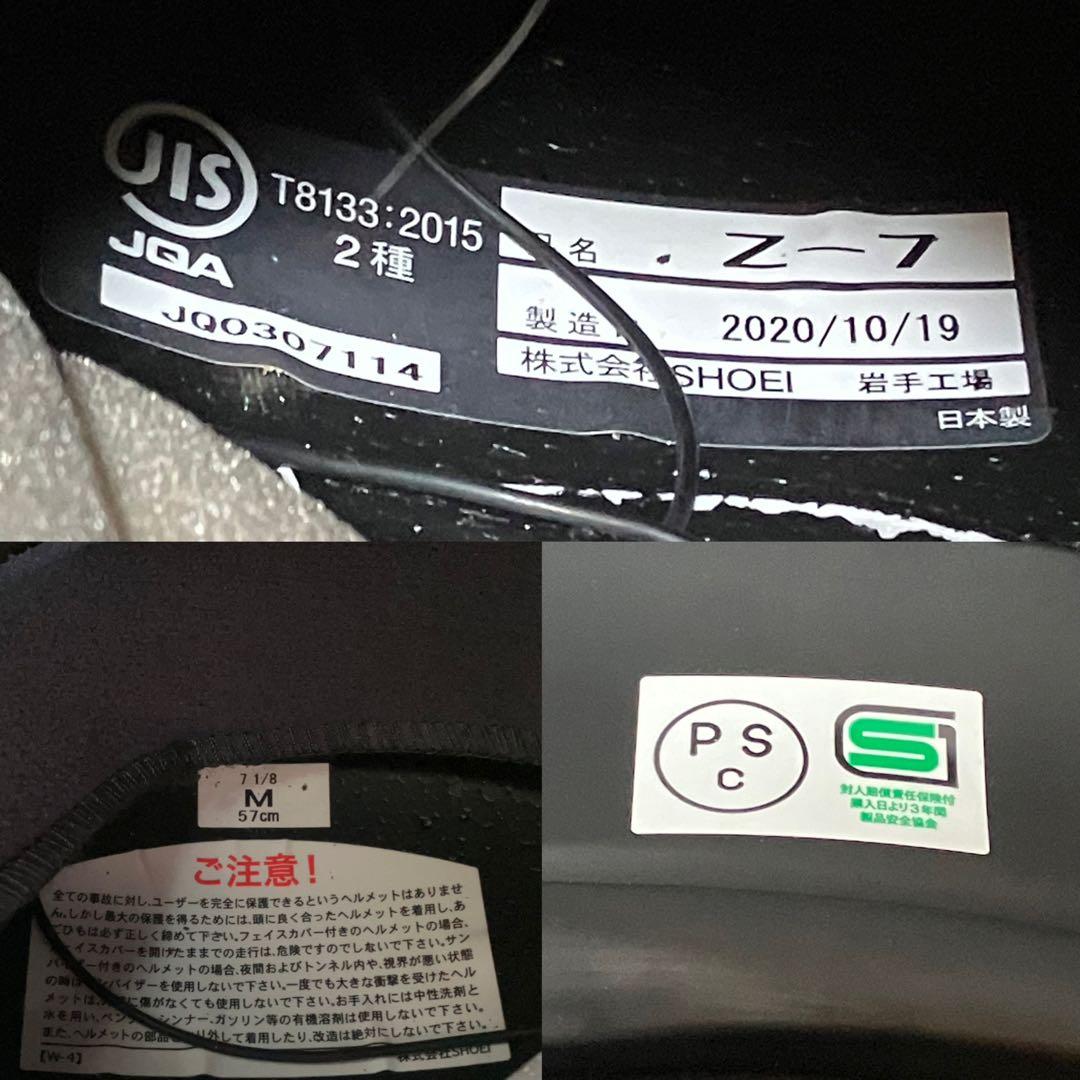 JIS
JQA
T8133:2015
2種
JQ0307114
品名
Z-7
製造
2020/10/19
株式会社SHOEI 岩手工場
日本製
7 1/8
M
57cm
ご注意!
全ての事故に対し、ユーザーを完全に保護できるというヘルメットはありませ
ん。しかし最大の保護を得るためには、頭に良く合ったヘルメットを着用し、あ
ごひもは必ず正しく締めて下さい。フェイスカバー付きのヘルメットの場合、
フェイスカバーを開けたままでの走行は、危険ですのでしないで下さい。サン
バイザー付きのヘルメットの場合、夜間およびトンネル内や、視界が悪い状態
の時はサンバイザーを使用しないで下さい。一度でも大きな衝撃を受けたヘル
メットは、に傷がなくても使用しないで下さい。お手入れには中性洗剤と
水を用い、ベンジン、シンナー、ガソリン等の有機溶剤は使用しないで下さい。
また、ヘルメットの部品を取り外して着用したり、改造は絶対にしないで下さい。
【W-4】 株式会社SHOEI
PS
C
S
対人賠償責任保険付
購入日より3年間
製品安全協会